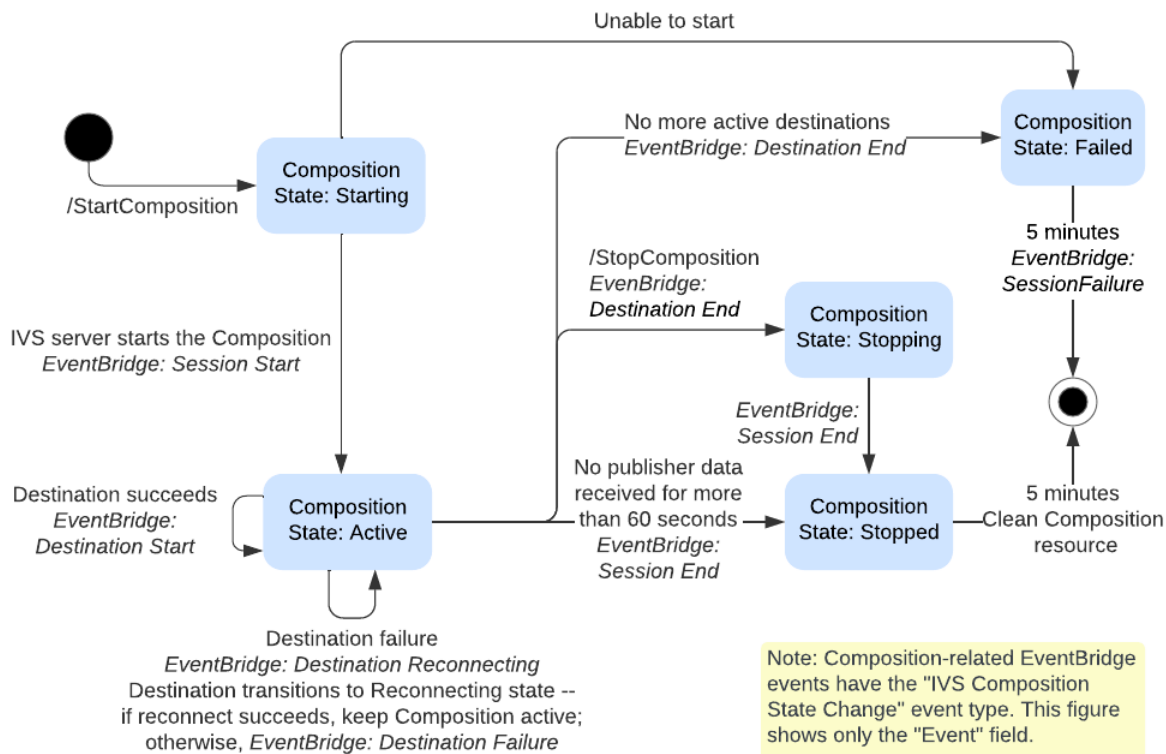 Unable to start
Composition
State: Failed
No more active destinations
EventBridge: Destination End
Composition
State: Starting
/StartComposition
5 minutes
EventBridge:
SessionFailure
/StopComposition
EvenBridge:
Destination End
Composition
State: Stopping
IVS server starts the Composition
EventBridge: Session Start
EventBridge:
Session End
No publisher data
received for more
than 60 seconds
EventBridge:
Session End
Destination succeeds
EventBridge:
Destination Start
Composition
State: Active
Composition
State: Stopped
5 minutes
Clean Composition
resource
Destination failure
EventBridge: Destination Reconnecting
Destination transitions to Reconnecting state --
if reconnect succeeds, keep Composition active;
otherwise, EventBridge: Destination Failure
Note: Composition-related EventBridge
events have the "IVS Composition
State Change" event type. This figure
shows only the "Event" field.